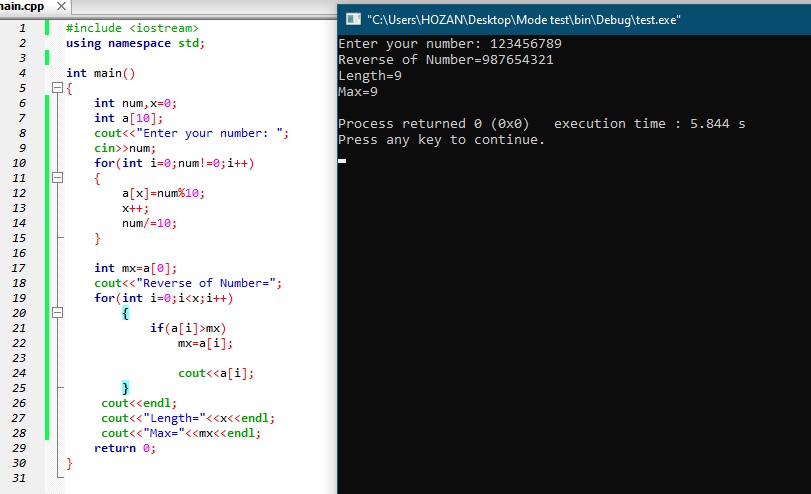 main.cpp X
1 #include <iostream>
2 using namespace std;
3
4 int main()
5 {
6 int num,x=0;
7 int a[10];
8 cout<<"Enter your number: ";
9 cin>>num;
10 for(int i=0;num!=0;i++)
11 {
12 a[x]=num%10;
13 x++;
14 num/=10;
15 }
16
17 int mx=a[0];
18 cout<<"Reverse of Number=";
19 for(int i=0;i<x;i++)
20 {
21 if(a[i]>mx)
22 mx=a[i];
23
24 cout<<a[i];
25 }
26 cout<<endl;
27 cout<<"Length="<<x<<endl;
28 cout<<"Max="<<mx<<endl;
29 return 0;
30 }
31
"C:\Users\HOZAN\Desktop\Mode test\bin\Debug\test.exe"
Enter your number: 123456789
Reverse of Number=987654321
Length=9
Max=9
Process returned 0 (0x0) execution time : 5.844 s
Press any key to continue.